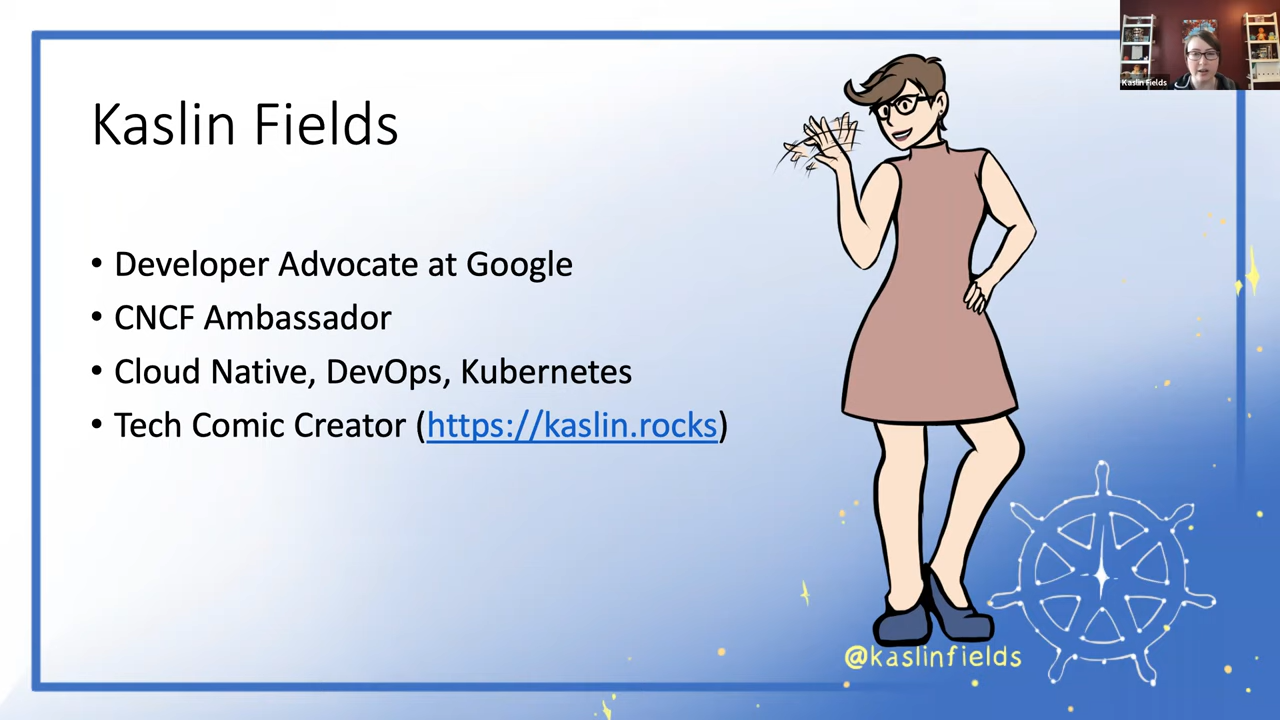 Kaslin Fields
Kaslin Fields
• Developer Advocate at Google
• CNCF Ambassador
• Cloud Native, DevOps, Kubernetes
• Tech Comic Creator (https://kaslin.rocks)
@kaslinfields